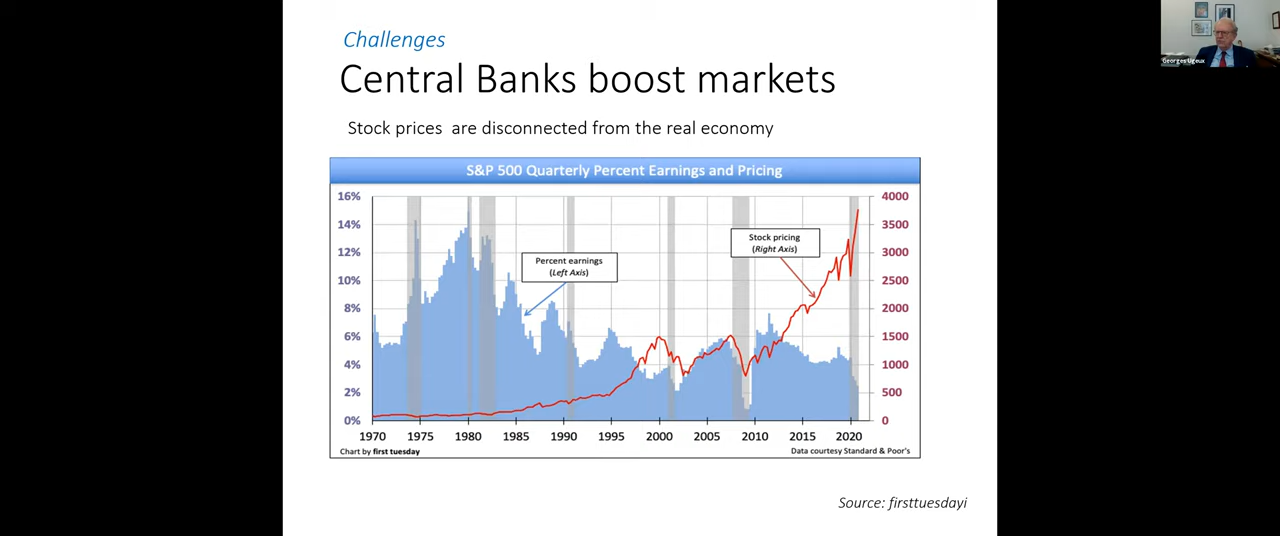 Challenges
Central Banks boost markets
Stock prices are disconnected from the real economy
S&P 500 Quarterly Percent Earnings and Pricing
16%
14%
12%
10%
8%
6%
4%
2%
0%
4000
3500
3000
2500
2000
1500
1000
500
0
Percent earnings
(Left Axis)
Stock pricing
(Right Axis)
1970 1975 1980 1985 1990 1995 2000 2005 2010 2015 2020
Chart by first tuesday
Data courtesy Standard & Poor's
Source: firsttuesdayi
Georges Ugeux